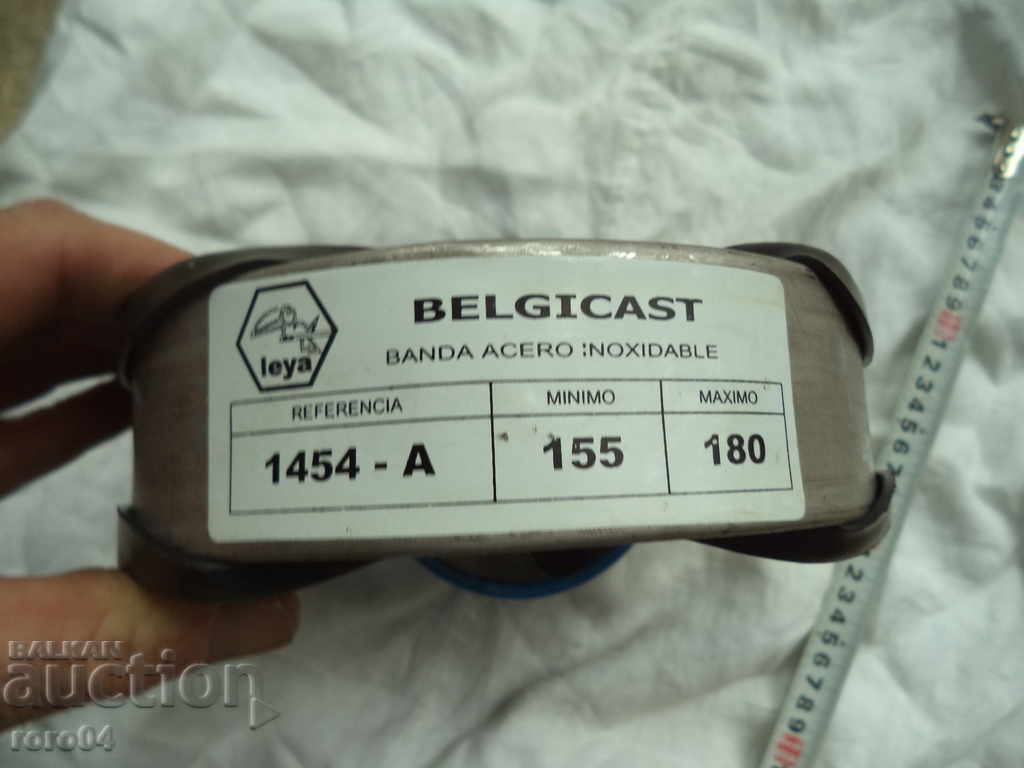 BELGICAST
leya
BANDA ACERO INOXIDABLE
REFERENCIA MINIMO MAXIMO
1454 - A 155 180
BALKAN
auction
roro04